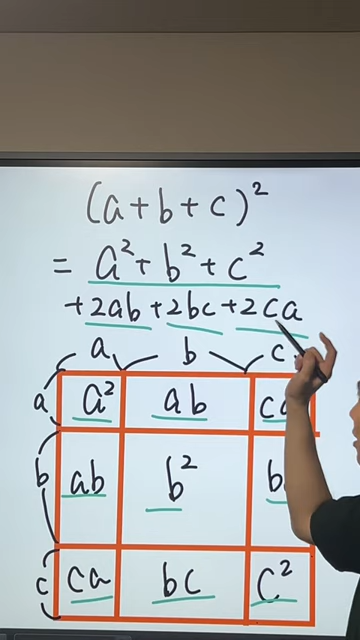 (a+b+c)²
= a²+b²+c²
+2ab+2bc+2ca
a b c
a a² ab
b ab b²
c ca bc c²